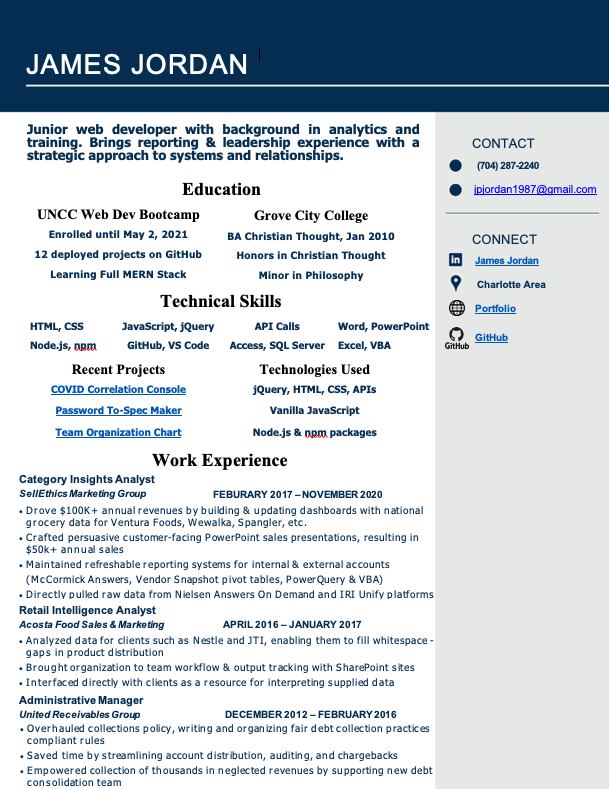 JAMES JORDAN
Junior web developer with background in analytics and
training. Brings reporting & leadership experience with a
strategic approach to systems and relationships.
Education
UNCC Web Dev Bootcamp
Enrolled until May 2, 2021
12 deployed projects on GitHub
Learning Full MERN Stack
Grove City College
BA Christian Thought, Jan 2010
Honors in Christian Thought
Minor in Philosophy
Technical Skills
HTML, CSS JavaScript, jQuery API Calls Word, PowerPoint
Node.js, npm GitHub, VS Code Access, SQL Server Excel, VBA
Recent Projects Technologies Used
COVID Correlation Console jQuery, HTML, CSS, APIs
Password To-Spec Maker Vanilla JavaScript
Team Organization Chart Node.js & npm packages
Work Experience
Category Insights Analyst
SellEthics Marketing Group FEBURARY 2017 – NOVEMBER 2020
• Drove $100K+ annual revenues by building & updating dashboards with national
grocery data for Ventura Foods, Wewalka, Spangler, etc.
• Crafted persuasive customer-facing PowerPoint sales presentations, resulting in
$50k+ annual sales
• Maintained refreshable reporting systems for internal & external accounts
(McCormick Answers, Vendor Snapshot pivot tables, PowerQuery & VBA)
• Directly pulled raw data from Nielsen Answers On Demand and IRI Unify platforms
Retail Intelligence Analyst
Acosta Food Sales & Marketing APRIL 2016 – JANUARY 2017
• Analyzed data for clients such as Nestle and JTI, enabling them to fill whitespace-
gaps in product distribution
• Brought organization to team workflow & output tracking with SharePoint sites
• Interfaced directly with clients as a resource for interpreting supplied data
Administrative Manager
United Receivables Group DECEMBER 2012 – FEBRUARY 2016
• Overhauled collections policy, writing and organizing fair debt collection practices
compliant rules
• Saved time by streamlining account distribution, auditing, and chargebacks
• Empowered collection of thousands in neglected revenues by supporting new debt
consolidation team
CONTACT
(704) 287-2240
jpjordan1987@gmail.com
CONNECT
in James Jordan
Charlotte Area
Portfolio
GitHub GitHub